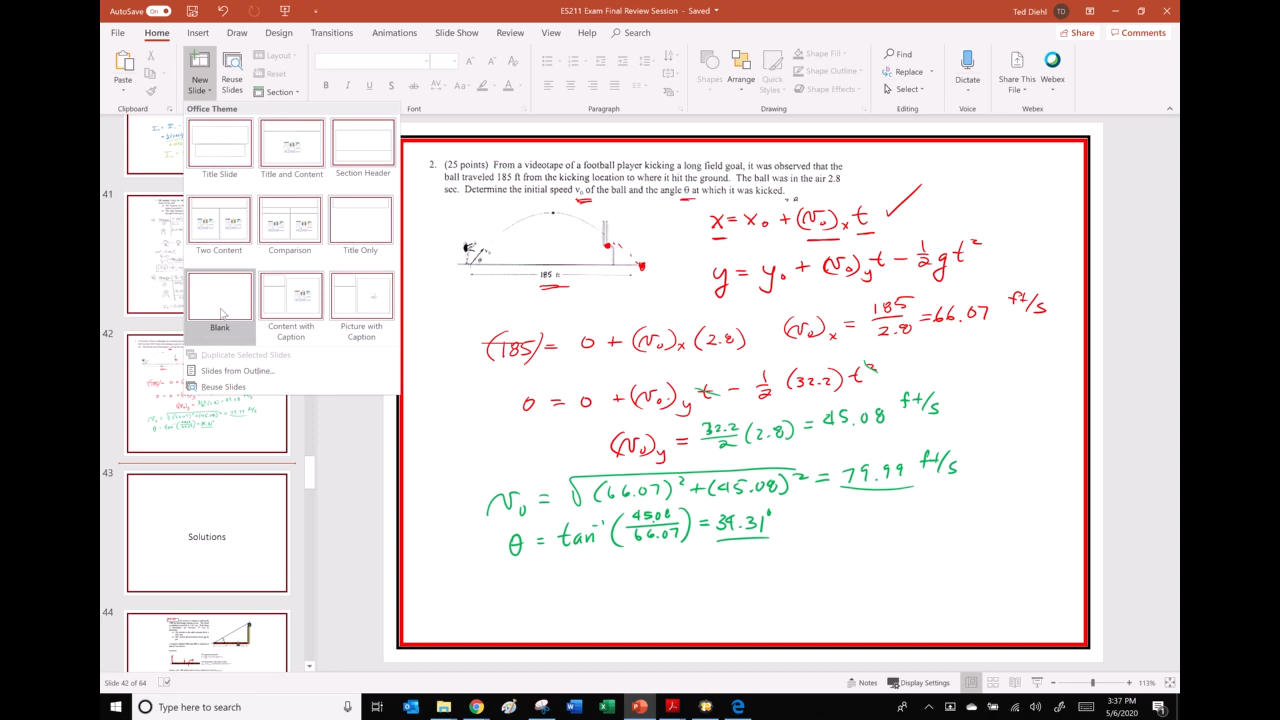 AutoSave On
ES211 Exam Final Review Session - Saved
Ted Diehl TD
File Home Insert Draw Design Transitions Animations Slide Show Review View Help Search Share Comments
Paste
New Slide
Reuse Slides
Layout
Reset
Section
B I U S
Shapes
Arrange
Quick Styles
Shape Fill
Shape Outline
Shape Effects
Find
Replace
Select
Dictate
Share This File
Webex
Clipboard Font Paragraph Drawing Editing Voice Webex
Office Theme
Title Slide Title and Content Section Header
Two Content Comparison Title Only
Blank Content with Caption Picture with Caption
Duplicate Selected Slides
Slides from Outline...
Reuse Slides
41
42
43
Solutions
44
2. (25 points) From a videotape of a football player kicking a long field goal, it was observed that the
ball traveled 185 ft from the kicking location to where it hit the ground. The ball was in the air 2.8
sec. Determine the initial speed v₀ of the ball and the angle θ at which it was kicked.
v₀
θ
185 ft
x = x₀ + (v₀)ₓ t ✓
y = y₀ + (v₀)y t − 1/2 g t²
(185) = 0 + (v₀)ₓ (2.8)
(v₀)ₓ = 185/2.8 = 66.07 ft/s
0 = 0 + (v₀)y t − 1/2 (32.2) t²
(v₀)y = 32.2/2 (2.8) = 45.08 ft/s
v₀ = √(66.07)² + (45.08)² = 79.99 ft/s
θ = tan⁻¹ (45.08/66.07) = 34.31°
Slide 42 of 64
Notes Display Settings 113%
Type here to search
3:37 PM
5/6/2020